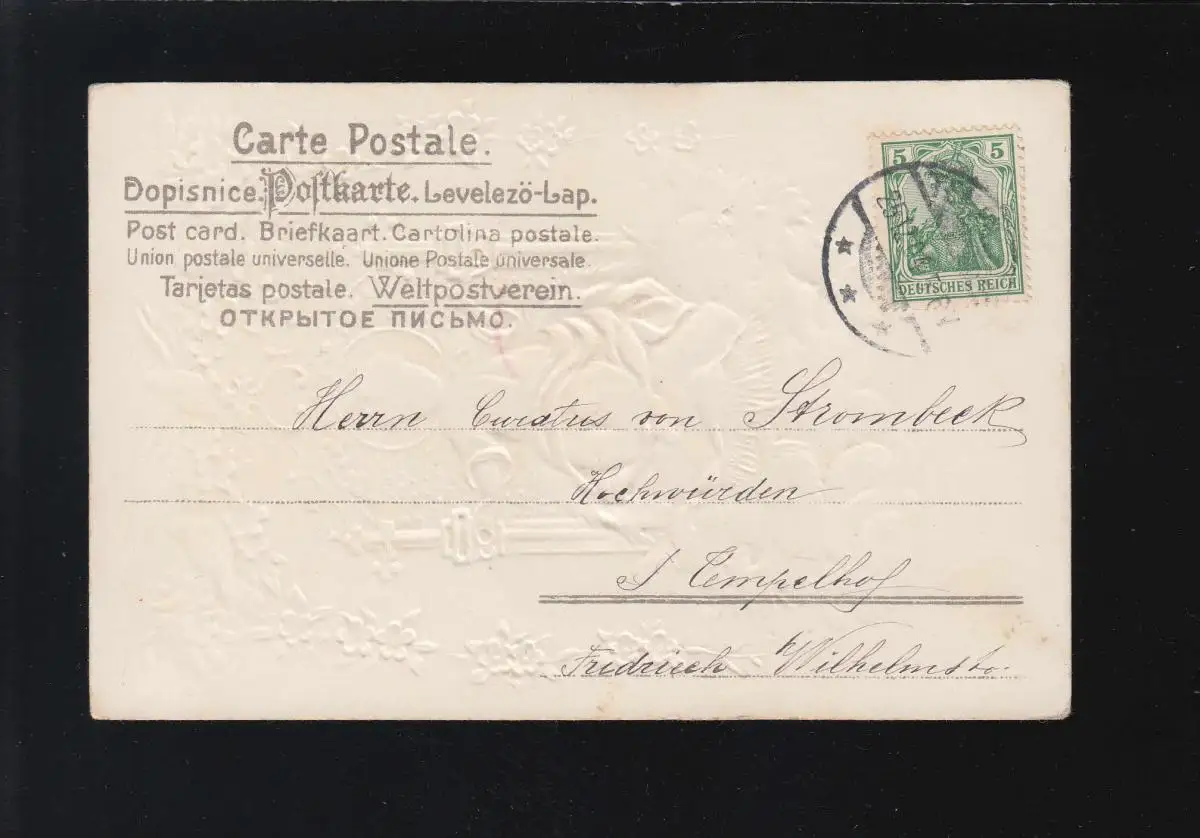 Carte Postale.
Dopisnice. Postkarte. Levelezö-Lap.
Post card. Briefkaart. Cartolina postale.
Union postale universelle. Unione Postale universale.
Tarjetas postale. Weltpostverein.
ОТКРЫТОЕ ПИСЬМО.
5 5
DEUTSCHES REICH
Herrn Curatus von Strombeck
Hochwürden
Tempelhof
Fridrich Wilhelmstr.